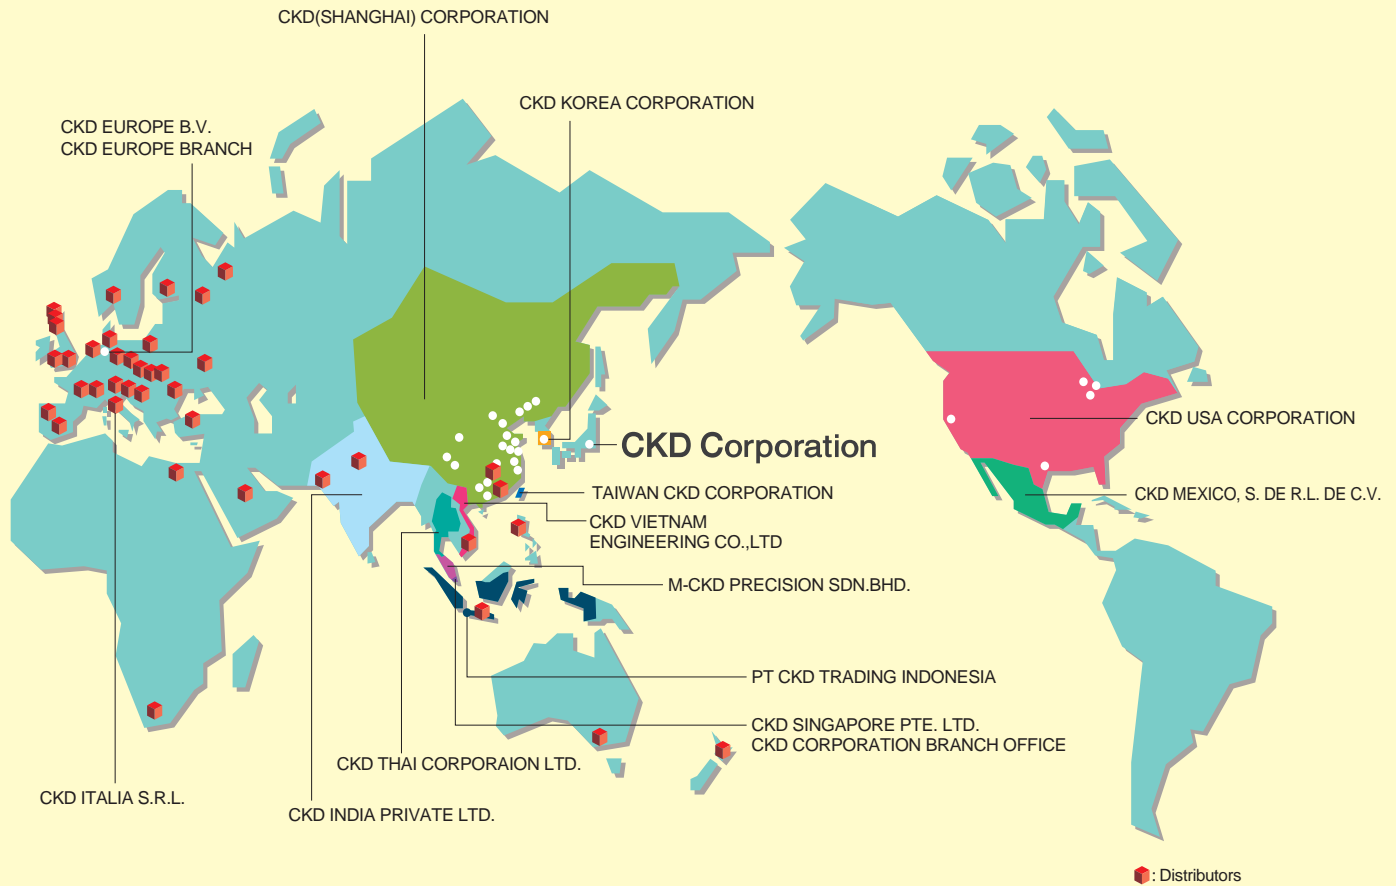 CKD(SHANGHAI) CORPORATION
CKD KOREA CORPORATION
CKD EUROPE B.V.
CKD EUROPE BRANCH
CKD USA CORPORATION
CKD Corporation
TAIWAN CKD CORPORATION
CKD MEXICO, S. DE R.L. DE C.V.
CKD VIETNAM
ENGINEERING CO.,LTD
M-CKD PRECISION SDN.BHD.
PT CKD TRADING INDONESIA
CKD SINGAPORE PTE. LTD.
CKD CORPORATION BRANCH OFFICE
CKD THAI CORPORAION LTD.
CKD ITALIA S.R.L.
CKD INDIA PRIVATE LTD.
: Distributors